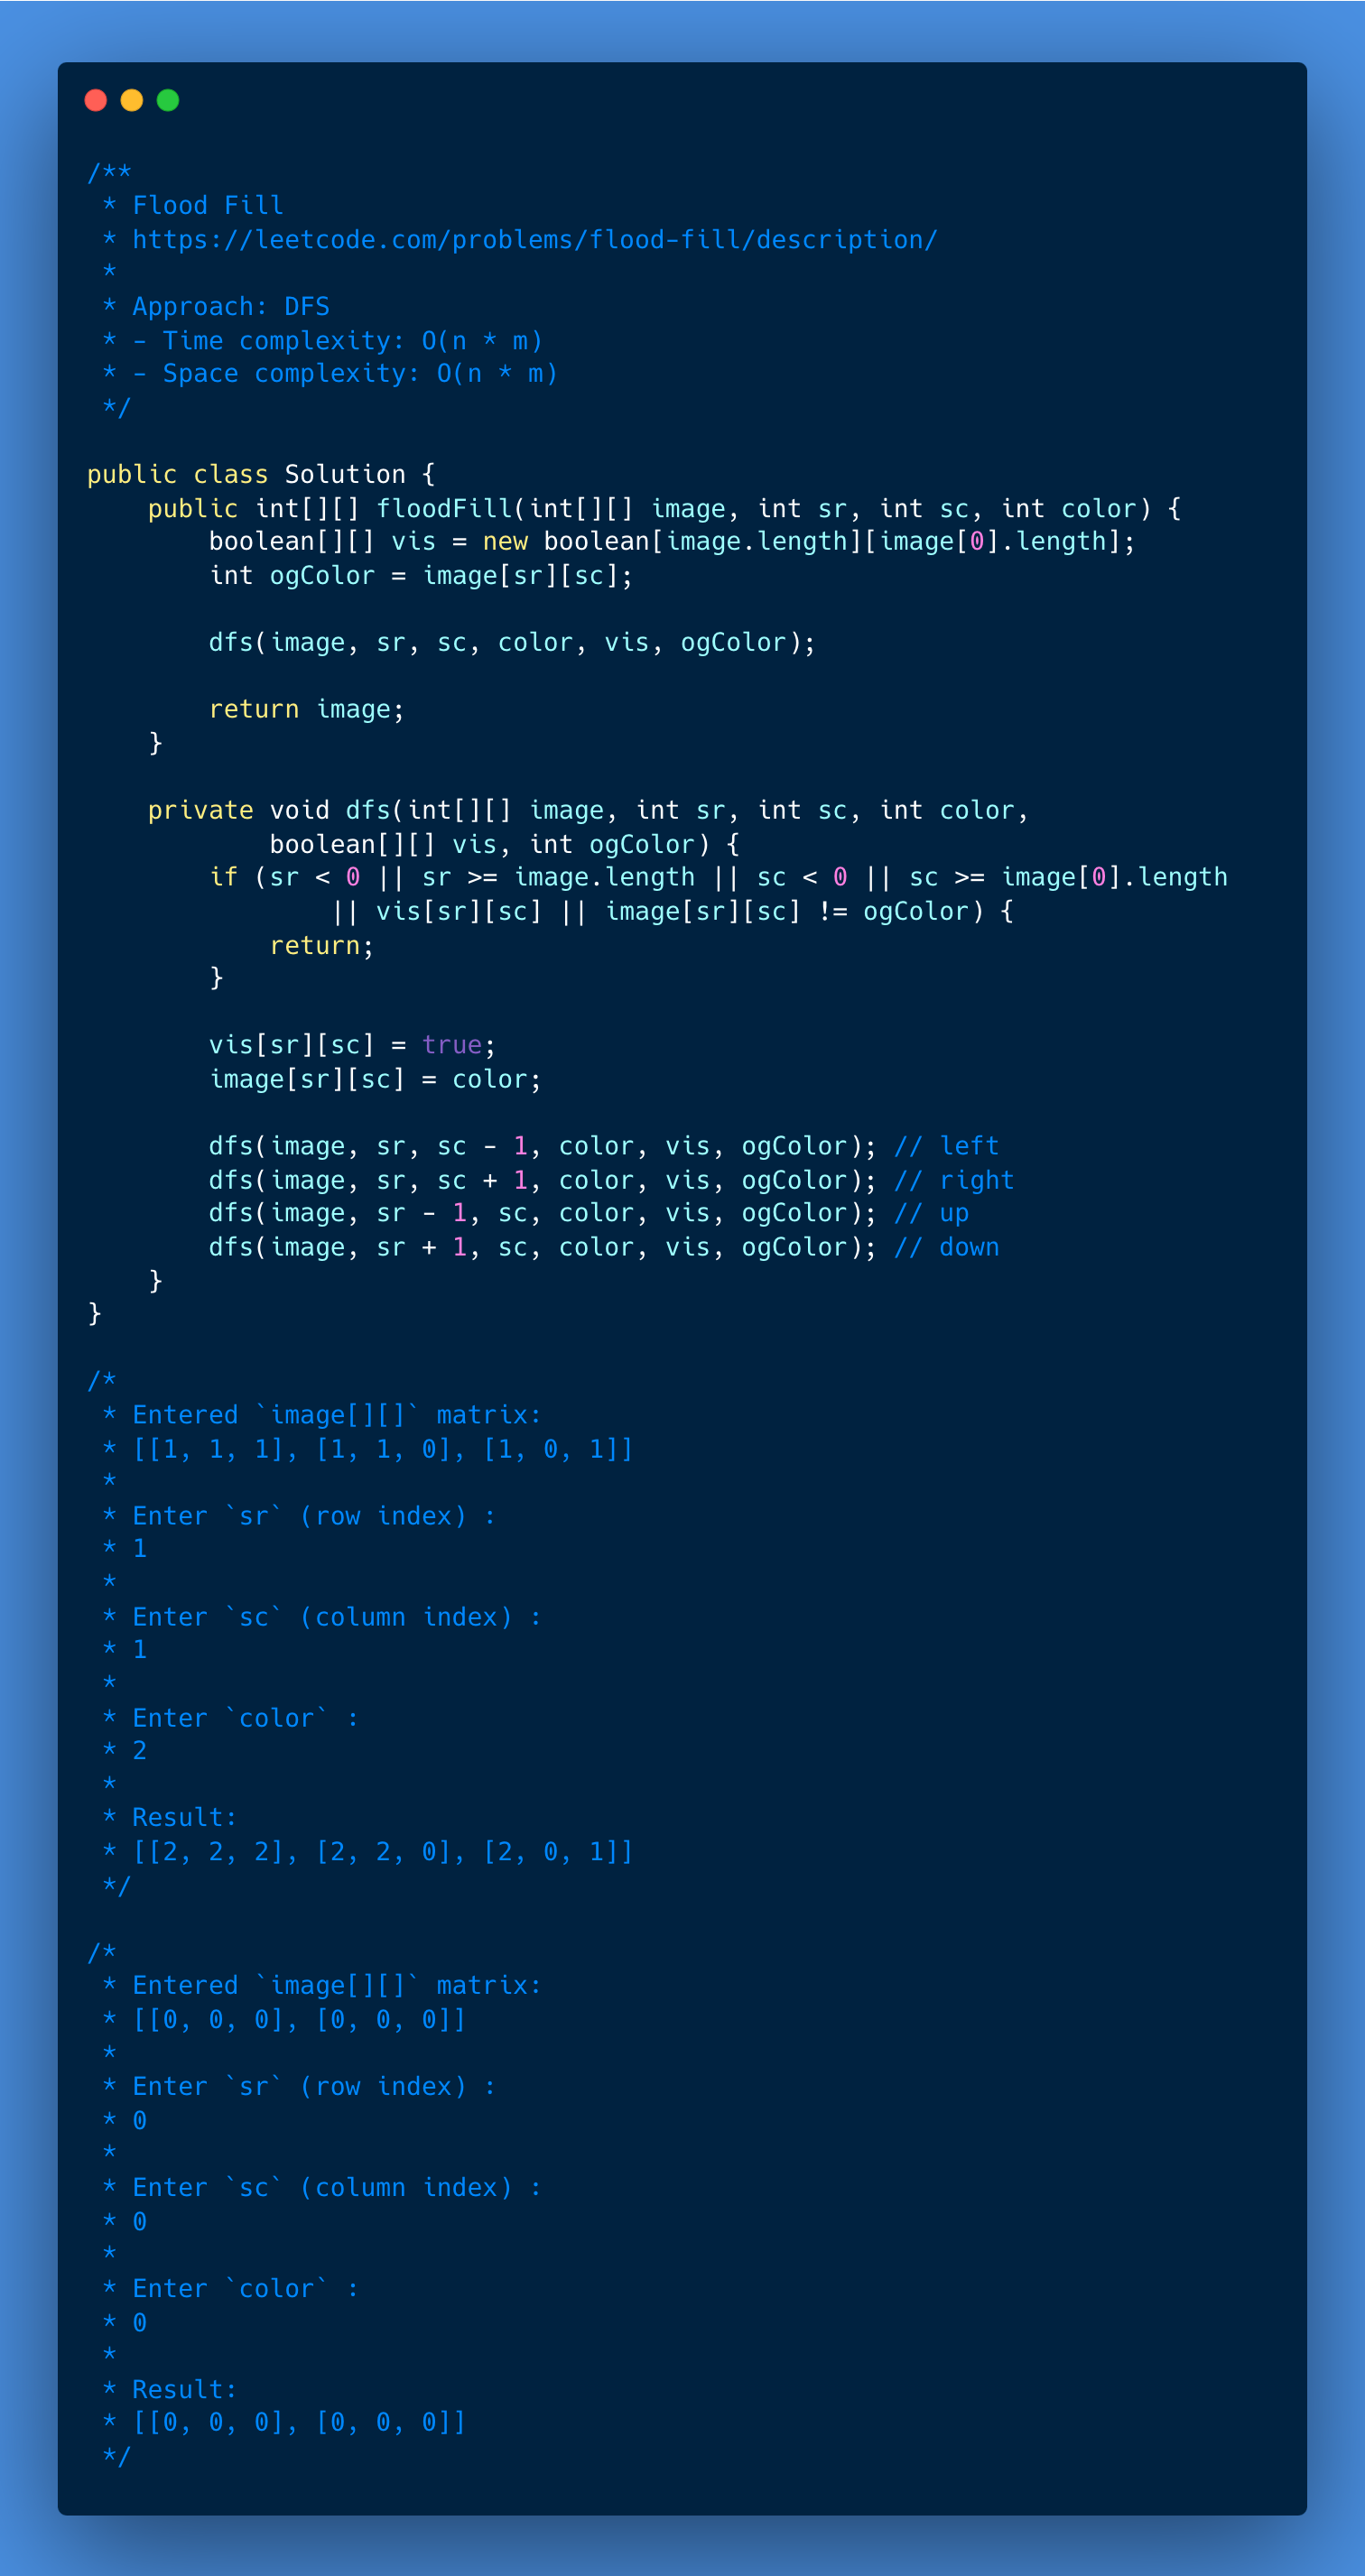 /**
 * Flood Fill
 * https://leetcode.com/problems/flood-fill/description/
 *
 * Approach: DFS
 * - Time complexity: O(n * m)
 * - Space complexity: O(n * m)
 */

public class Solution {
    public int[][] floodFill(int[][] image, int sr, int sc, int color) {
        boolean[][] vis = new boolean[image.length][image[0].length];
        int ogColor = image[sr][sc];

        dfs(image, sr, sc, color, vis, ogColor);

        return image;
    }

    private void dfs(int[][] image, int sr, int sc, int color,
            boolean[][] vis, int ogColor) {
        if (sr < 0 || sr >= image.length || sc < 0 || sc >= image[0].length
                || vis[sr][sc] || image[sr][sc] != ogColor) {
            return;
        }

        vis[sr][sc] = true;
        image[sr][sc] = color;

        dfs(image, sr, sc - 1, color, vis, ogColor); // left
        dfs(image, sr, sc + 1, color, vis, ogColor); // right
        dfs(image, sr - 1, sc, color, vis, ogColor); // up
        dfs(image, sr + 1, sc, color, vis, ogColor); // down
    }
}

/*
 * Entered `image[][]` matrix:
 * [[1, 1, 1], [1, 1, 0], [1, 0, 1]]
 *
 * Enter `sr` (row index) :
 * 1
 *
 * Enter `sc` (column index) :
 * 1
 *
 * Enter `color` :
 * 2
 *
 * Result:
 * [[2, 2, 2], [2, 2, 0], [2, 0, 1]]
 */

/*
 * Entered `image[][]` matrix:
 * [[0, 0, 0], [0, 0, 0]]
 *
 * Enter `sr` (row index) :
 * 0
 *
 * Enter `sc` (column index) :
 * 0
 *
 * Enter `color` :
 * 0
 *
 * Result:
 * [[0, 0, 0], [0, 0, 0]]
 */